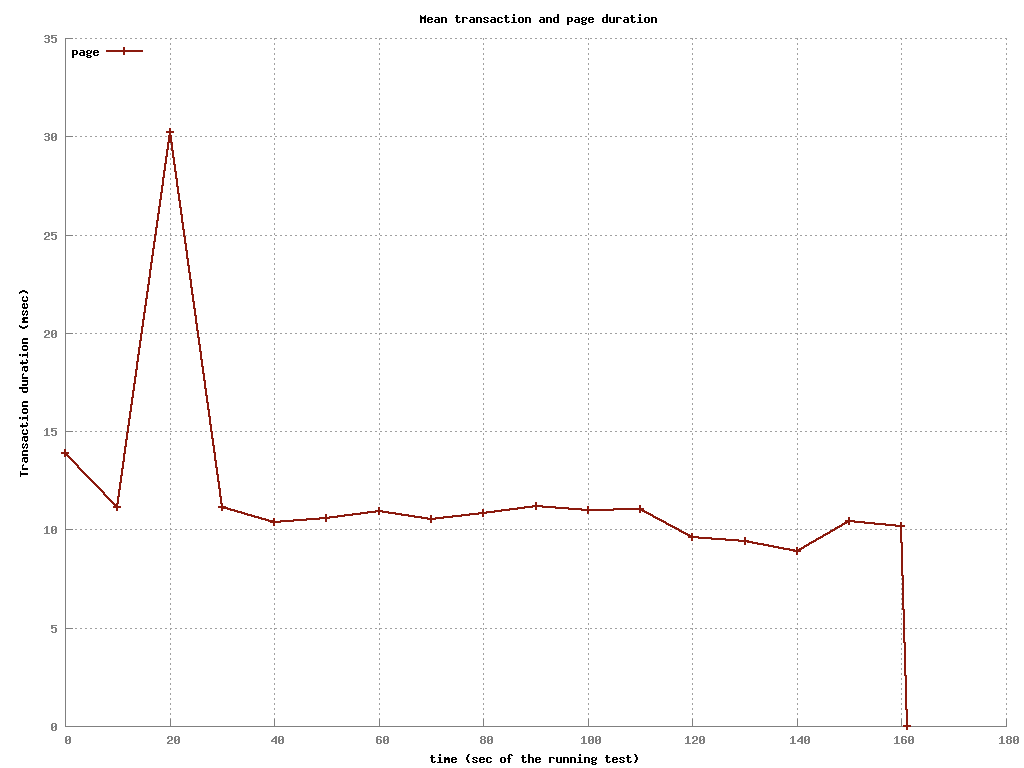 Mean transaction and page duration
page
35
30
25
20
15
10
5
0
Transaction duration (msec)
0 20 40 60 80 100 120 140 160 180
time (sec of the running test)